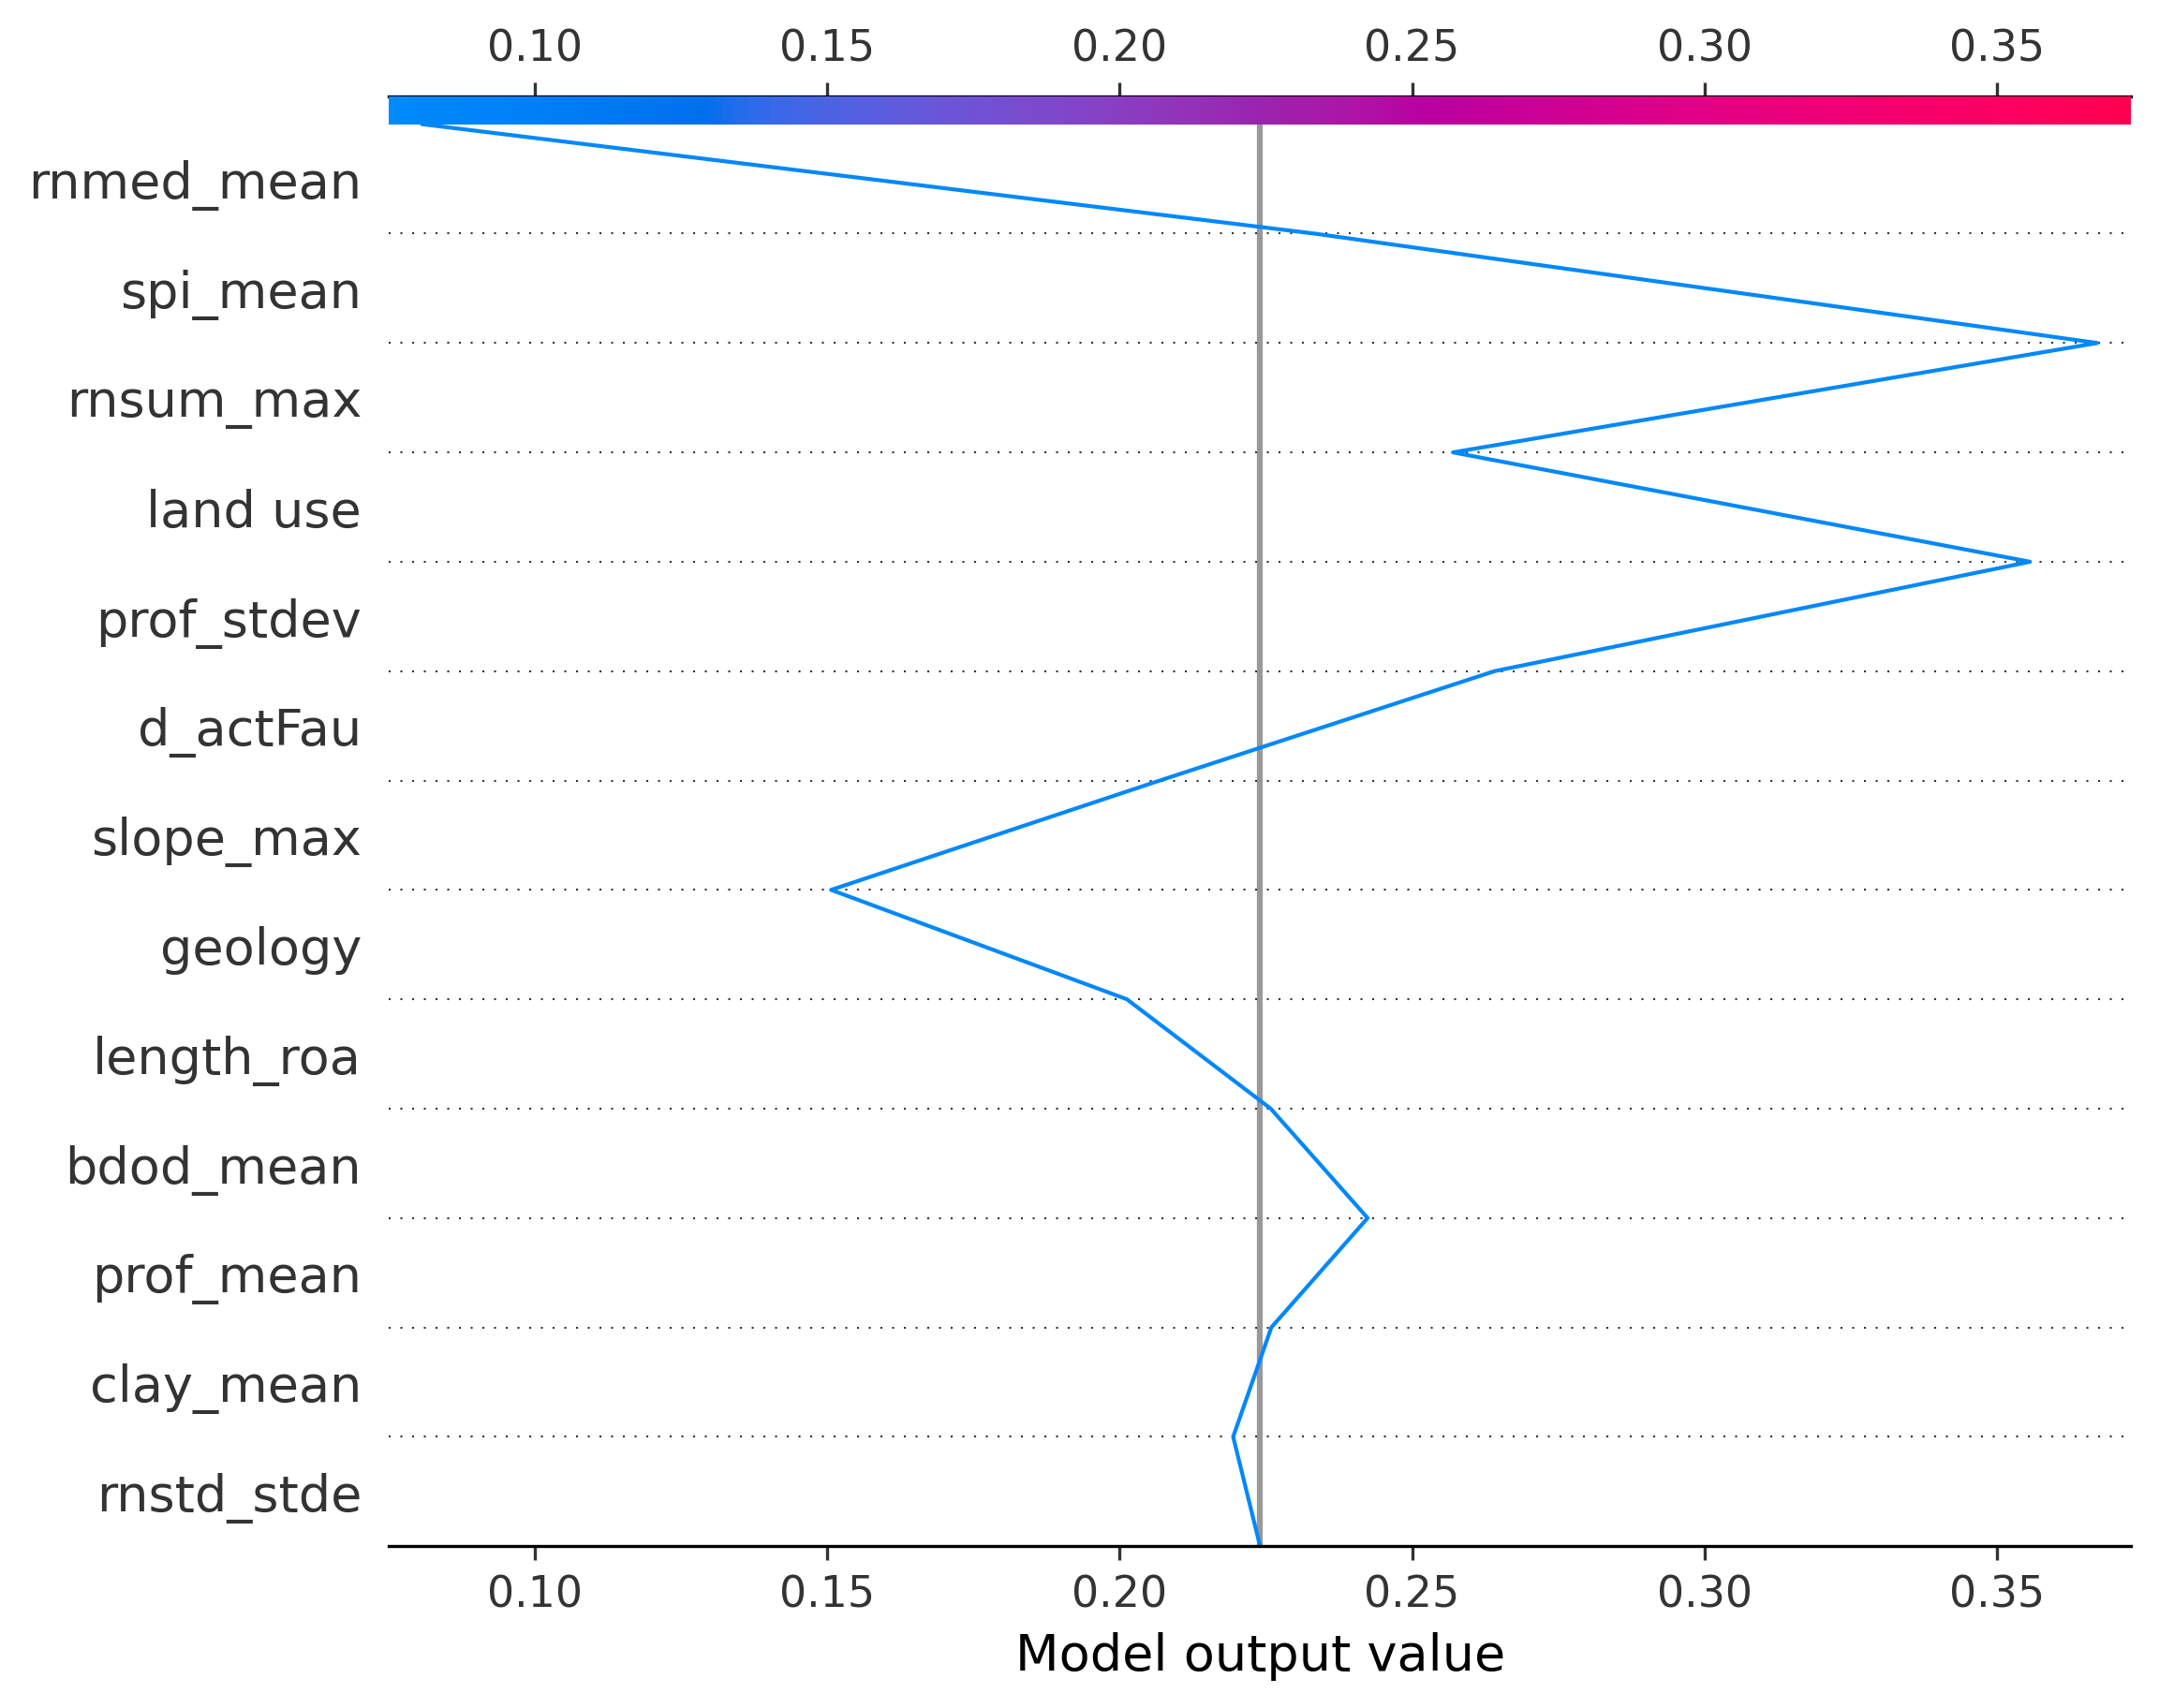 0.10 0.15 0.20 0.25 0.30 0.35
rnmed_mean
spi_mean
rnsum_max
land use
prof_stdev
d_actFau
slope_max
geology
length_roa
bdod_mean
prof_mean
clay_mean
rnstd_stde
0.10 0.15 0.20 0.25 0.30 0.35
Model output value